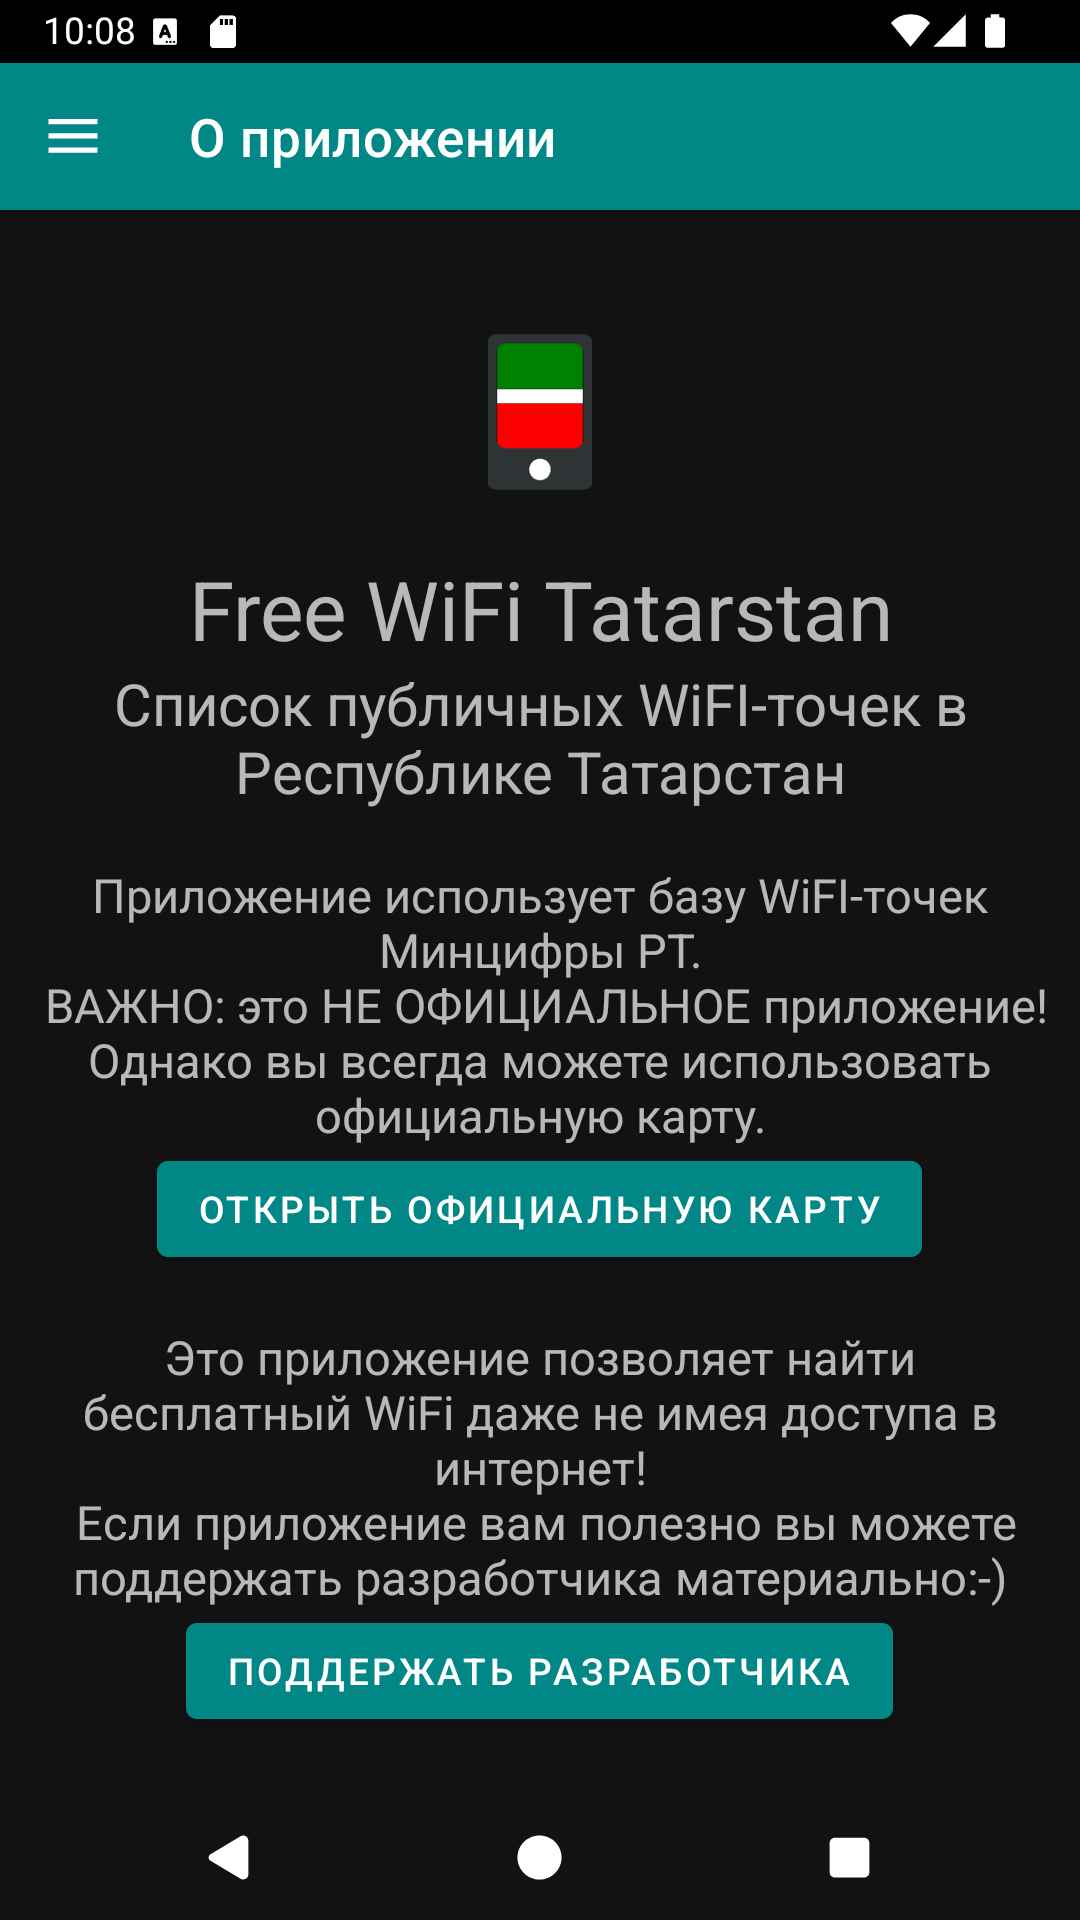 10:08
О приложении
Free WiFi Tatarstan
Список публичных WiFI-точек в
Республике Татарстан
Приложение использует базу WiFI-точек
Минцифры РТ.
ВАЖНО: это НЕ ОФИЦИАЛЬНОЕ приложение!
Однако вы всегда можете использовать
официальную карту.
ОТКРЫТЬ ОФИЦИАЛЬНУЮ КАРТУ
Это приложение позволяет найти
бесплатный WiFi даже не имея доступа в
интернет!
Если приложение вам полезно вы можете
поддержать разработчика материально:-)
ПОДДЕРЖАТЬ РАЗРАБОТЧИКА